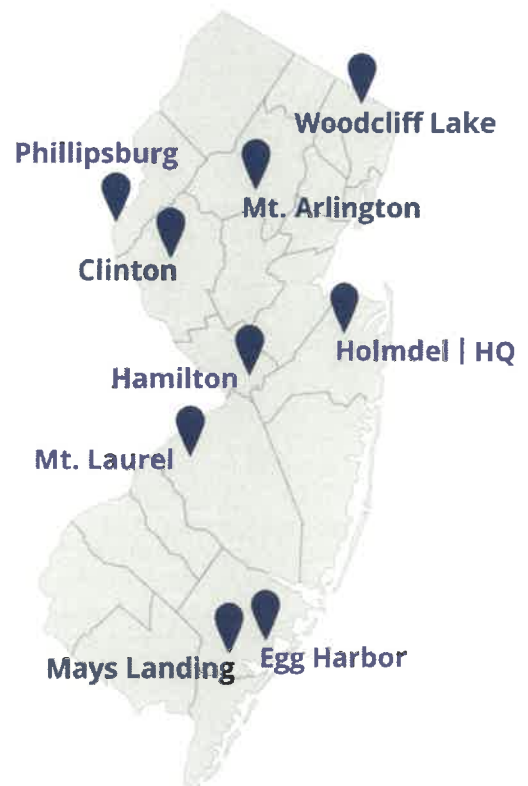 Woodcliff Lake
Phillipsburg
Mt. Arlington
Clinton
Holmdel | HQ
Hamilton
Mt. Laurel
Egg Harbor
Mays Landing